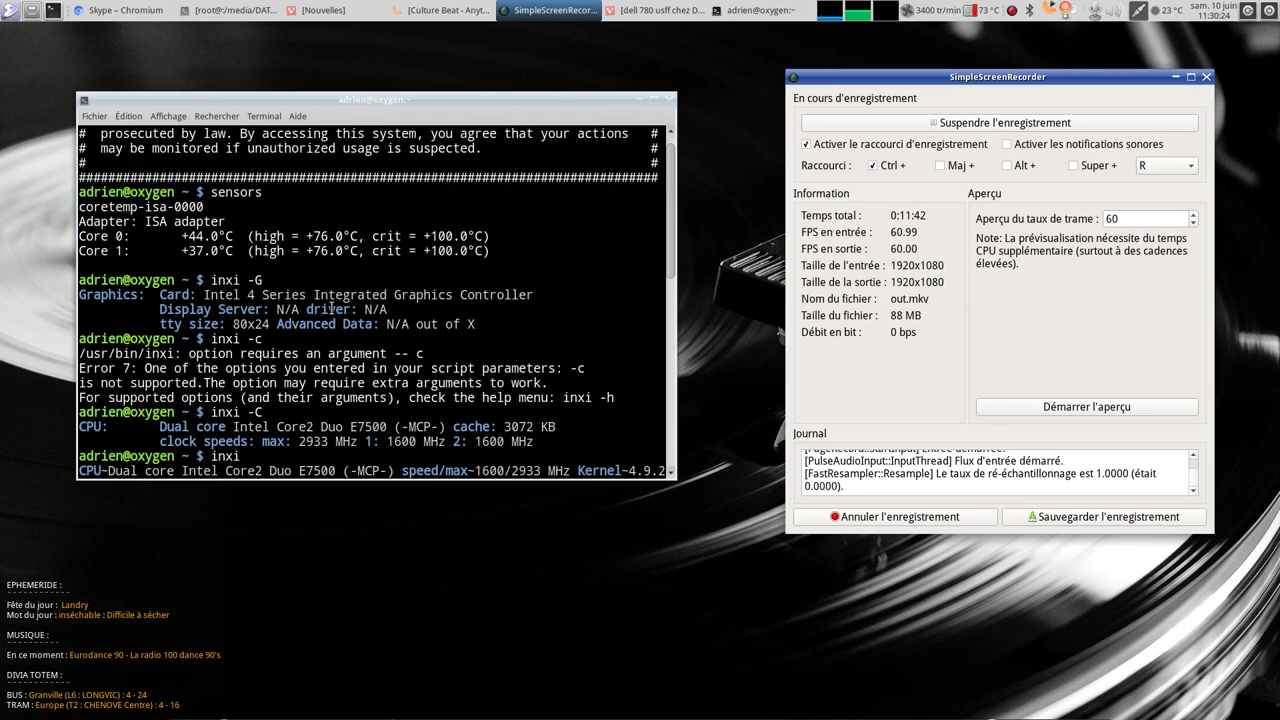 Skype – Chromium
[root@:/media/DAT...
[Nouvelles]
[Culture Beat - Anyt...
SimpleScreenRecor...
[dell 780 usff chez D...
adrien@oxygen:~
3400 tr/min
73 °C
23 °C
sam. 10 juin
11:30:24
adrien@oxygen:~
Fichier Édition Affichage Rechercher Terminal Aide
#  prosecuted by law. By accessing this system, you agree that your actions   #
#  may be monitored if unauthorized usage is suspected.                       #
#                                                                             #
###############################################################################
adrien@oxygen ~ $ sensors
coretemp-isa-0000
Adapter: ISA adapter
Core 0:       +44.0°C  (high = +76.0°C, crit = +100.0°C)
Core 1:       +37.0°C  (high = +76.0°C, crit = +100.0°C)
adrien@oxygen ~ $ inxi -G
Graphics:  Card: Intel 4 Series Integrated Graphics Controller
Display Server: N/A driver: N/A
tty size: 80x24 Advanced Data: N/A out of X
adrien@oxygen ~ $ inxi -c
/usr/bin/inxi: option requires an argument -- c
Error 7: One of the options you entered in your script parameters: -c
is not supported.The option may require extra arguments to work.
For supported options (and their arguments), check the help menu: inxi -h
adrien@oxygen ~ $ inxi -C
CPU:       Dual core Intel Core2 Duo E7500 (-MCP-) cache: 3072 KB
clock speeds: max: 2933 MHz 1: 1600 MHz 2: 1600 MHz
adrien@oxygen ~ $ inxi
CPU~Dual core Intel Core2 Duo E7500 (-MCP-) speed/max~1600/2933 MHz Kernel~4.9.2
SimpleScreenRecorder
En cours d'enregistrement
Suspendre l'enregistrement
Activer le raccourci d'enregistrement
Activer les notifications sonores
Raccourci : Ctrl + Maj + Alt + Super + R
Information
Temps total : 0:11:42
FPS en entrée : 60.99
FPS en sortie : 60.00
Taille de l'entrée : 1920x1080
Taille de la sortie : 1920x1080
Nom du fichier : out.mkv
Taille du fichier : 88 MB
Débit en bit : 0 bps
Aperçu
Aperçu du taux de trame : 60
Note: La prévisualisation nécessite du temps
CPU supplémentaire (surtout à des cadences
élevées).
Démarrer l'aperçu
Journal
[PageRecord::StartInput] Entrée démarrée.
[PulseAudioInput::InputThread] Flux d'entrée démarré.
[FastResampler::Resample] Le taux de ré-échantillonnage est 1.0000 (était
0.0000).
Annuler l'enregistrement
Sauvegarder l'enregistrement
EPHEMERIDE :
Fête du jour : Landry
Mot du jour : inséchable : Difficile à sécher
MUSIQUE :
En ce moment : Eurodance 90 - La radio 100 dance 90's
DIVIA TOTEM :
BUS : Granville (L6 : LONGVIC) : 4 - 24
TRAM : Europe (T2 : CHENOVE Centre) : 4 - 16